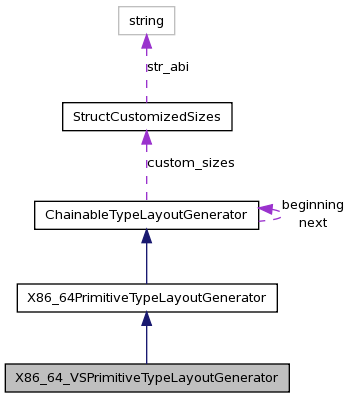 string
str_abi
StructCustomizedSizes
custom_sizes
beginning
next
ChainableTypeLayoutGenerator
X86_64PrimitiveTypeLayoutGenerator
X86_64_VSPrimitiveTypeLayoutGenerator